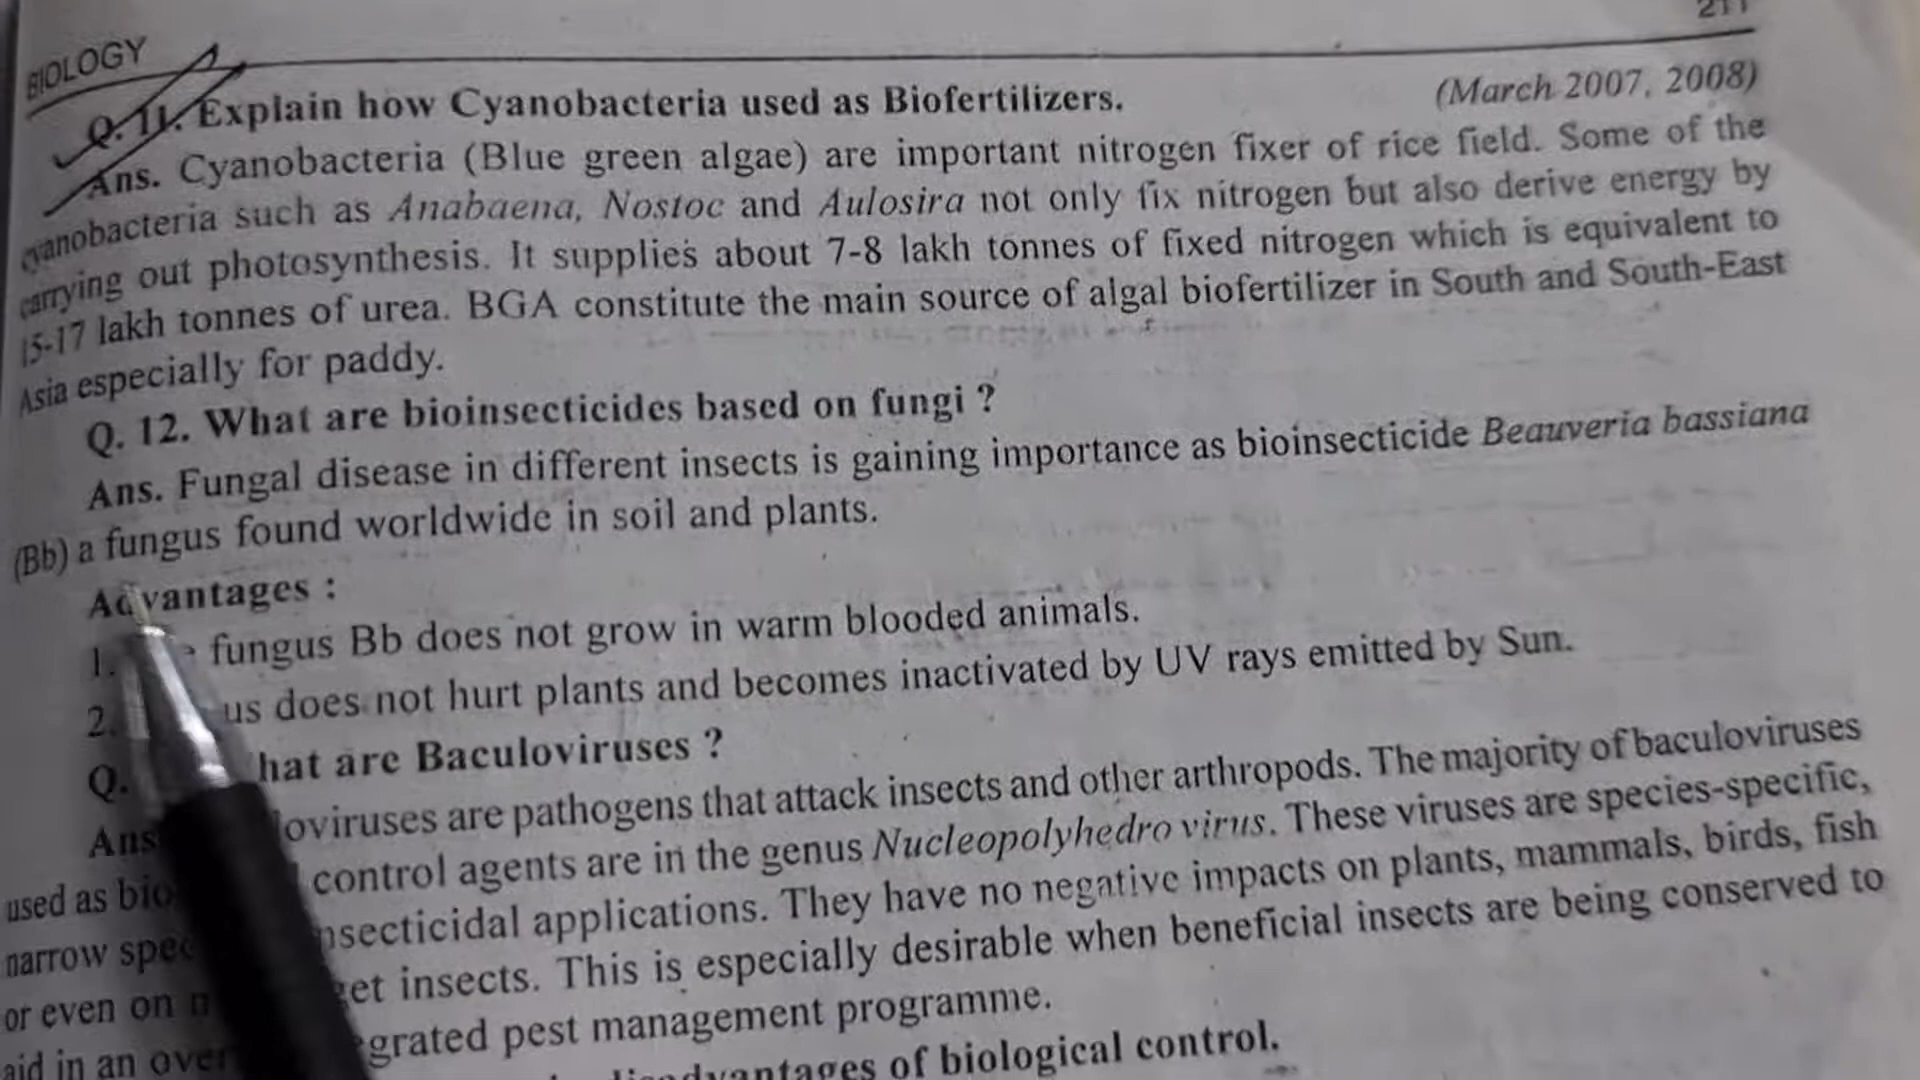 BIOLOGY
211
Q. 11. Explain how Cyanobacteria used as Biofertilizers. (March 2007, 2008)
Ans. Cyanobacteria (Blue green algae) are important nitrogen fixer of rice field. Some of the
cyanobacteria such as Anabaena, Nostoc and Aulosira not only fix nitrogen but also derive energy by
carrying out photosynthesis. It supplies about 7-8 lakh tonnes of fixed nitrogen which is equivalent to
15-17 lakh tonnes of urea. BGA constitute the main source of algal biofertilizer in South and South-East
Asia especially for paddy.
Q. 12. What are bioinsecticides based on fungi ?
Ans. Fungal disease in different insects is gaining importance as bioinsecticide Beauveria bassiana
(Bb) a fungus found worldwide in soil and plants.
Advantages :
1. fungus Bb does not grow in warm blooded animals.
2. us does not hurt plants and becomes inactivated by UV rays emitted by Sun.
Q. hat are Baculoviruses ?
Ans oviruses are pathogens that attack insects and other arthropods. The majority of baculoviruses
used as bio control agents are in the genus Nucleopolyhedro virus. These viruses are species-specific,
narrow spec nsecticidal applications. They have no negative impacts on plants, mammals, birds, fish
or even on n get insects. This is especially desirable when beneficial insects are being conserved to
aid in an over grated pest management programme.
disadvantages of biological control.